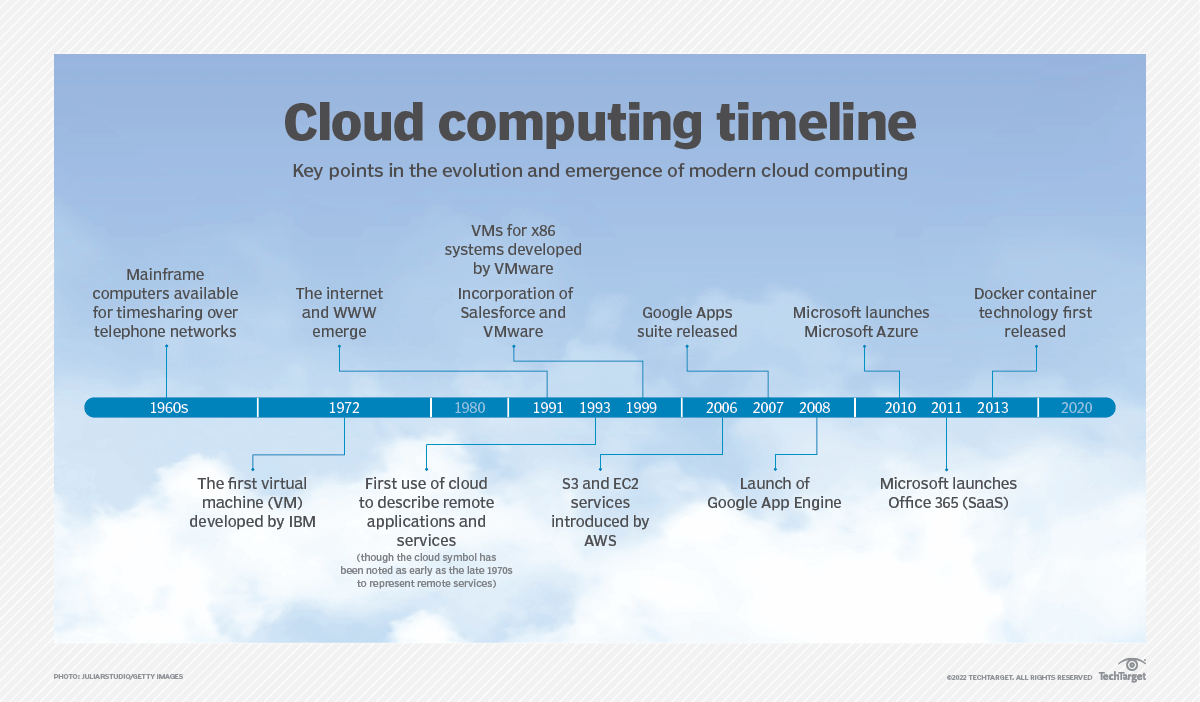 Cloud computing timeline
Key points in the evolution and emergence of modern cloud computing
Mainframe
computers available
for timesharing over
telephone networks
The internet
and WWW
emerge
VMs for x86
systems developed
by VMware
Incorporation of
Salesforce and
VMware
Google Apps
suite released
Microsoft launches
Microsoft Azure
Docker container
technology first
released
1960s 1972 1980 1991 1993 1999 2006 2007 2008 2010 2011 2013 2020
The first virtual
machine (VM)
developed by IBM
First use of cloud
to describe remote
applications and
services
(though the cloud symbol has
been noted as early as the late 1970s
to represent remote services)
S3 and EC2
services
introduced by
AWS
Launch of
Google App Engine
Microsoft launches
Office 365 (SaaS)
PHOTO: JULIARSTUDIO/GETTY IMAGES
©2022 TECHTARGET. ALL RIGHTS RESERVED TechTarget